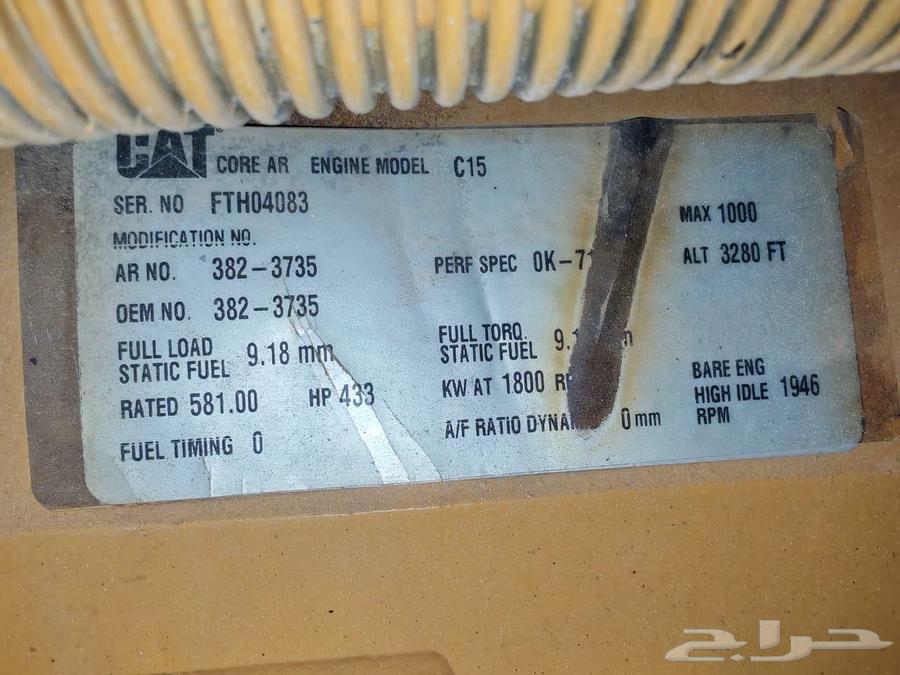 CAT CORE AR ENGINE MODEL C15
SER. NO FTH04083
MAX 1000
MODIFICATION NO.
AR NO. 382-3735 PERF SPEC ALT 3280 FT
OEM NO. 382-3735
FULL LOAD
STATIC FUEL 9.18 mm
FULL TORQ
STATIC FUEL
RATED 581.00 HP 433 KW AT 1800
BARE ENG
HIGH IDLE 1946
RPM
FUEL TIMING 0 A/F RATIO 0 mm
حراج